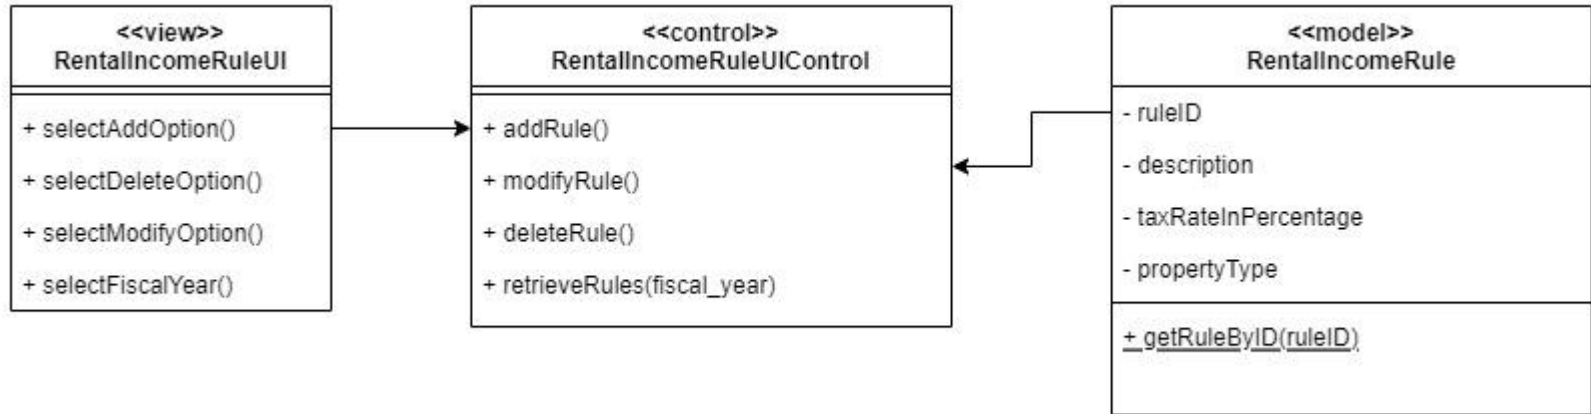 <<view>>
RentalIncomeRuleUI
+ selectAddOption()
+ selectDeleteOption()
+ selectModifyOption()
+ selectFiscalYear()
<<control>>
RentalIncomeRuleUIControl
+ addRule()
+ modifyRule()
+ deleteRule()
+ retrieveRules(fiscal_year)
<<model>>
RentalIncomeRule
- ruleID
- description
- taxRateInPercentage
- propertyType
+ getRuleByID(ruleID)